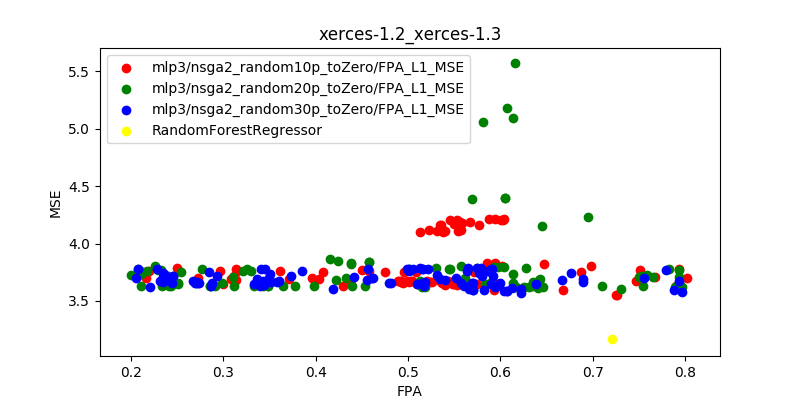 xerces-1.2_xerces-1.3
mlp3/nsga2_random10p_toZero/FPA_L1_MSE
mlp3/nsga2_random20p_toZero/FPA_L1_MSE
mlp3/nsga2_random30p_toZero/FPA_L1_MSE
RandomForestRegressor
5.5
5.0
4.5
4.0
3.5
MSE
0.2 0.3 0.4 0.5 0.6 0.7 0.8
FPA